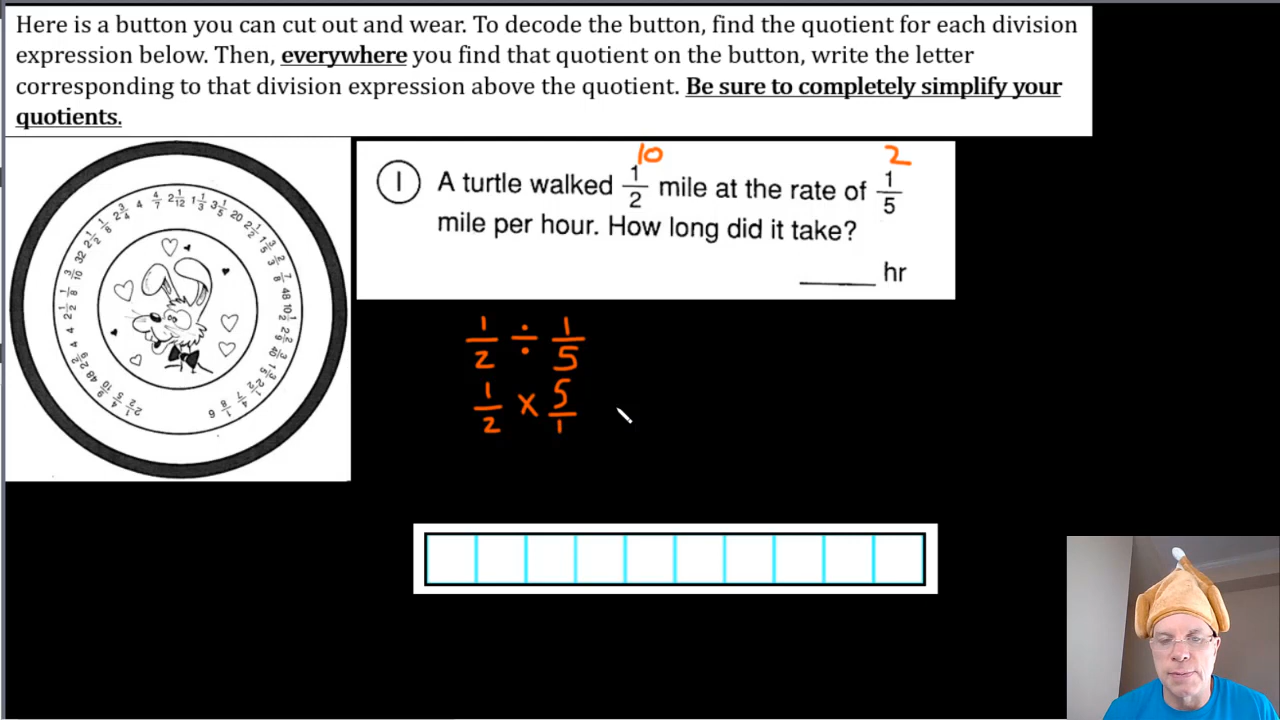 Here is a button you can cut out and wear. To decode the button, find the quotient for each division
expression below. Then, everywhere you find that quotient on the button, write the letter
corresponding to that division expression above the quotient. Be sure to completely simplify your
quotients.
10 2
1 A turtle walked 1/2 mile at the rate of 1/5
mile per hour. How long did it take?
____ hr
1/2 ÷ 1/5
1/2 × 5/1